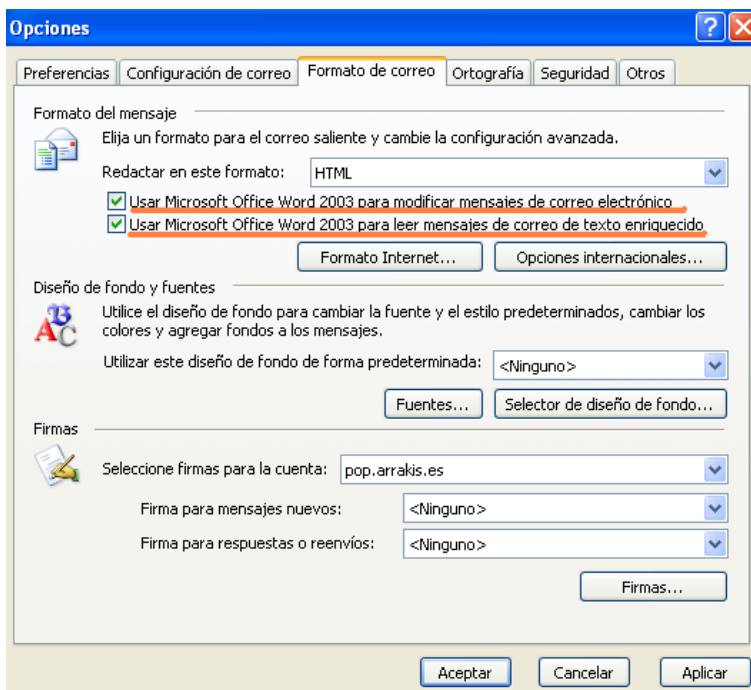 Opciones
Preferencias Configuración de correo Formato de correo Ortografía Seguridad Otros
Formato del mensaje
Elija un formato para el correo saliente y cambie la configuración avanzada.
Redactar en este formato: HTML
Usar Microsoft Office Word 2003 para modificar mensajes de correo electrónico
Usar Microsoft Office Word 2003 para leer mensajes de correo de texto enriquecido
Formato Internet... Opciones internacionales...
Diseño de fondo y fuentes
Utilice el diseño de fondo para cambiar la fuente y el estilo predeterminados, cambiar los
colores y agregar fondos a los mensajes.
Utilizar este diseño de fondo de forma predeterminada: <Ninguno>
Fuentes... Selector de diseño de fondo...
Firmas
Seleccione firmas para la cuenta: pop.arrakis.es
Firma para mensajes nuevos: <Ninguno>
Firma para respuestas o reenvíos: <Ninguno>
Firmas...
Aceptar Cancelar Aplicar